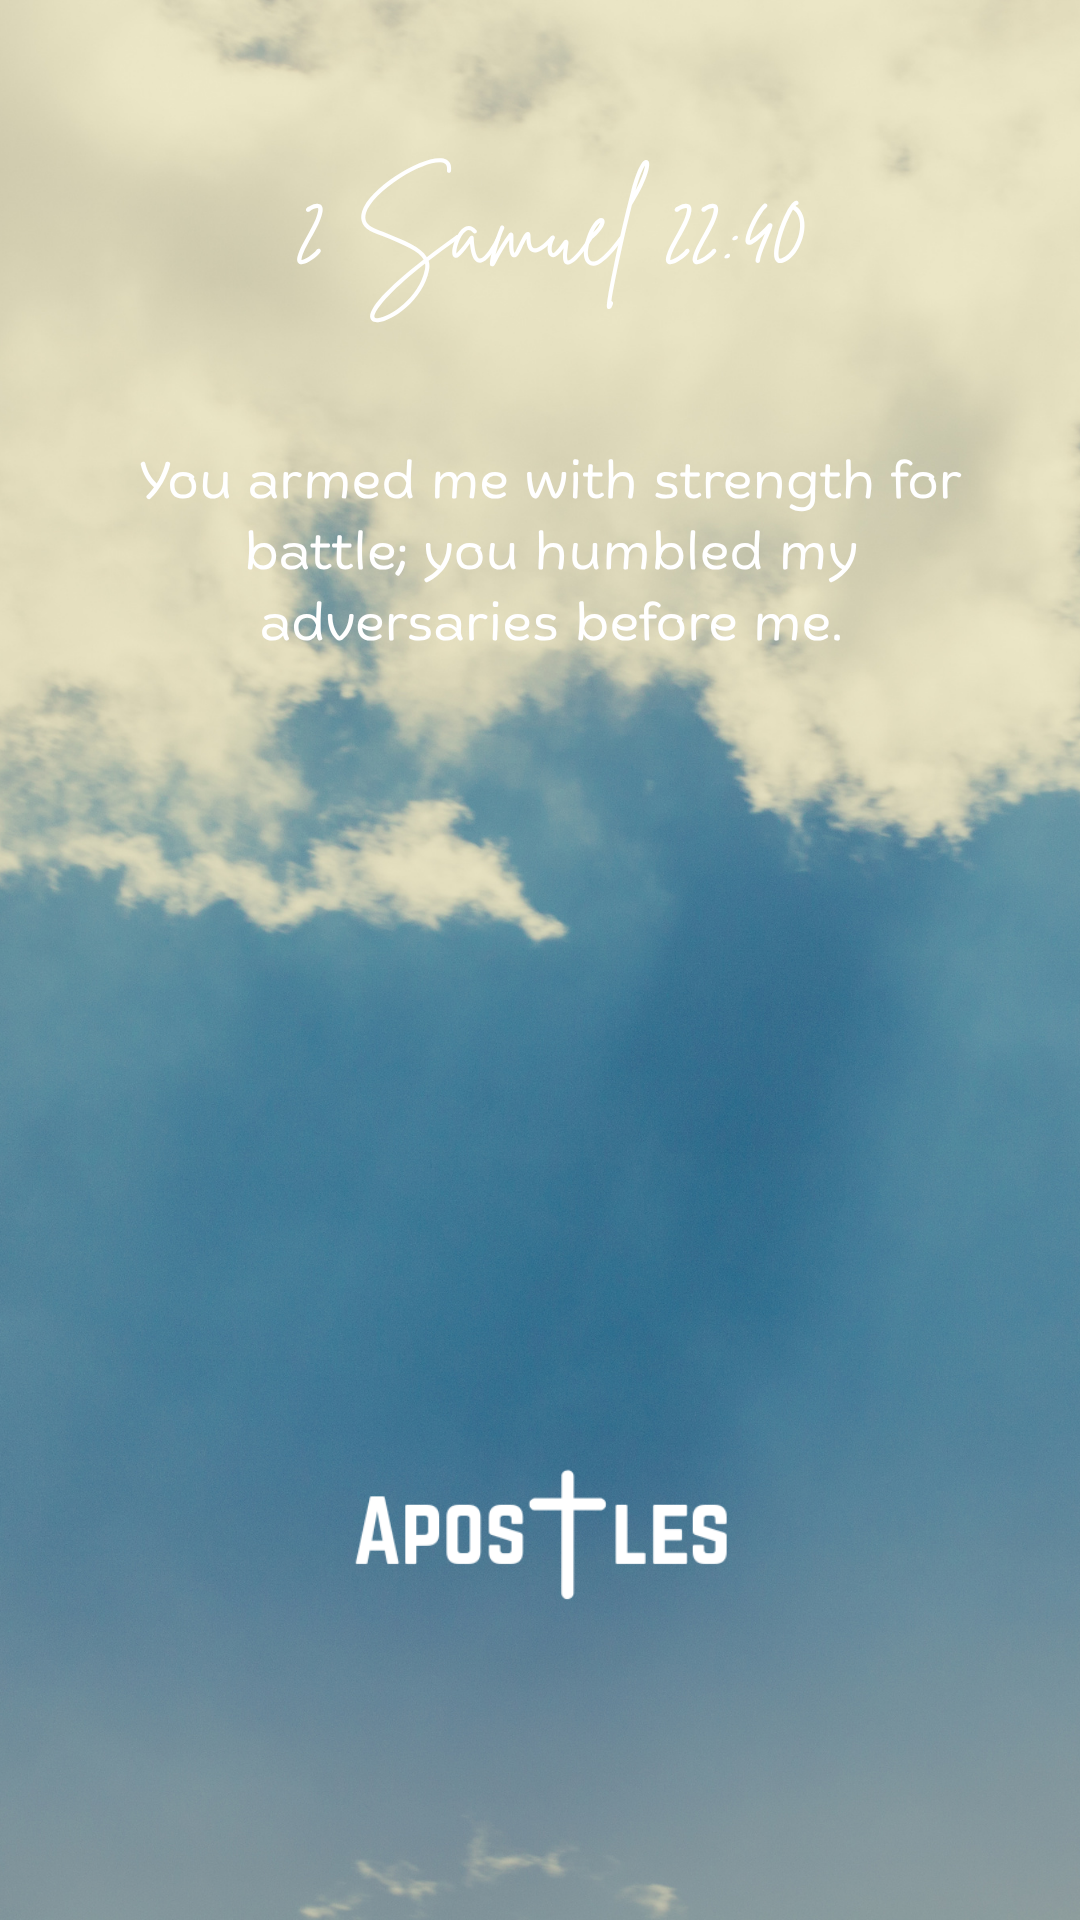 2 Samuel 22:40
You armed me with strength for
battle; you humbled my
adversaries before me.
APOSTLES